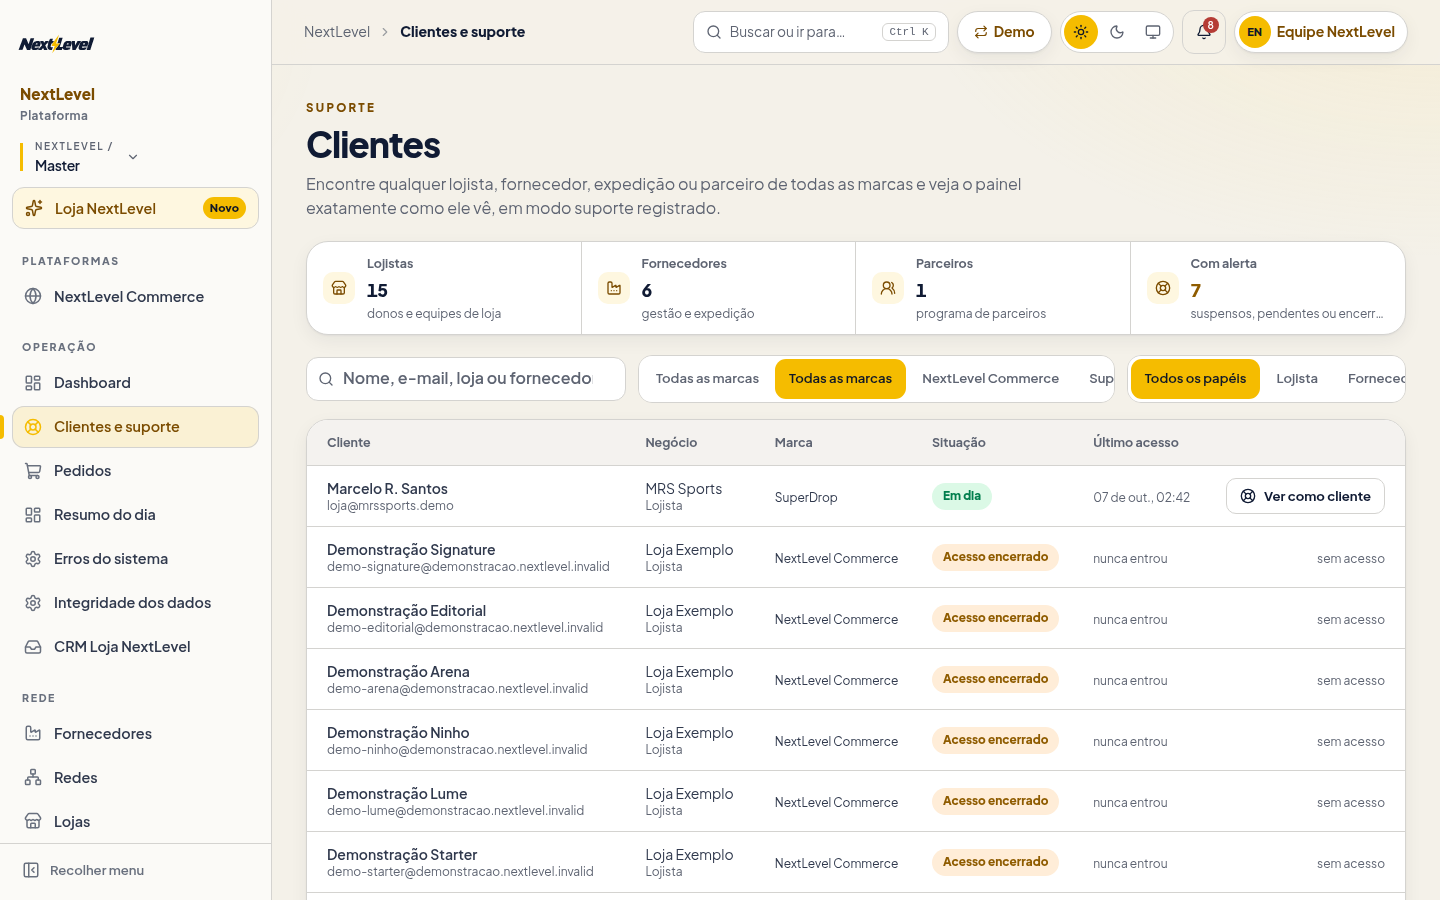 NextLevel
NextLevel
Plataforma
NEXTLEVEL /
Master
Loja NextLevel
Novo
PLATAFORMAS
NextLevel Commerce
OPERAÇÃO
Dashboard
Clientes e suporte
Pedidos
Resumo do dia
Erros do sistema
Integridade dos dados
CRM Loja NextLevel
REDE
Fornecedores
Redes
Lojas
Recolher menu
NextLevel > Clientes e suporte
Buscar ou ir para...
Ctrl K
Demo
8
EN
Equipe NextLevel
SUPORTE
Clientes
Encontre qualquer lojista, fornecedor, expedição ou parceiro de todas as marcas e veja o painel
exatamente como ele vê, em modo suporte registrado.
Lojistas
15
donos e equipes de loja
Fornecedores
6
gestão e expedição
Parceiros
1
programa de parceiros
Com alerta
7
suspensos, pendentes ou encerr...
Nome, e-mail, loja ou fornecedo
Todas as marcas
Todas as marcas
NextLevel Commerce
Sup
Todos os papéis
Lojista
Fornecec
Cliente Negócio Marca Situação Último acesso
Marcelo R. Santos
loja@mrssports.demo
MRS Sports
Lojista
SuperDrop
Em dia
07 de out., 02:42
Ver como cliente
Demonstração Signature
demo-signature@demonstracao.nextlevel.invalid
Loja Exemplo
Lojista
NextLevel Commerce
Acesso encerrado
nunca entrou
sem acesso
Demonstração Editorial
demo-editorial@demonstracao.nextlevel.invalid
Loja Exemplo
Lojista
NextLevel Commerce
Acesso encerrado
nunca entrou
sem acesso
Demonstração Arena
demo-arena@demonstracao.nextlevel.invalid
Loja Exemplo
Lojista
NextLevel Commerce
Acesso encerrado
nunca entrou
sem acesso
Demonstração Ninho
demo-ninho@demonstracao.nextlevel.invalid
Loja Exemplo
Lojista
NextLevel Commerce
Acesso encerrado
nunca entrou
sem acesso
Demonstração Lume
demo-lume@demonstracao.nextlevel.invalid
Loja Exemplo
Lojista
NextLevel Commerce
Acesso encerrado
nunca entrou
sem acesso
Demonstração Starter
demo-starter@demonstracao.nextlevel.invalid
Loja Exemplo
Lojista
NextLevel Commerce
Acesso encerrado
nunca entrou
sem acesso